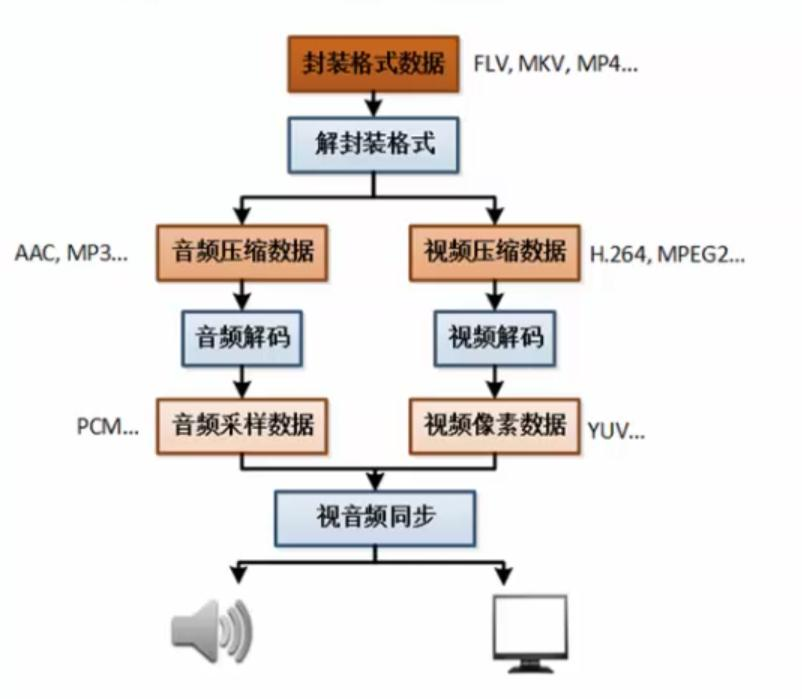 封装格式数据 FLV, MKV, MP4...
解封装格式
AAC, MP3... 音频压缩数据 视频压缩数据 H.264, MPEG2...
音频解码 视频解码
PCM... 音频采样数据 视频像素数据 YUV...
视音频同步